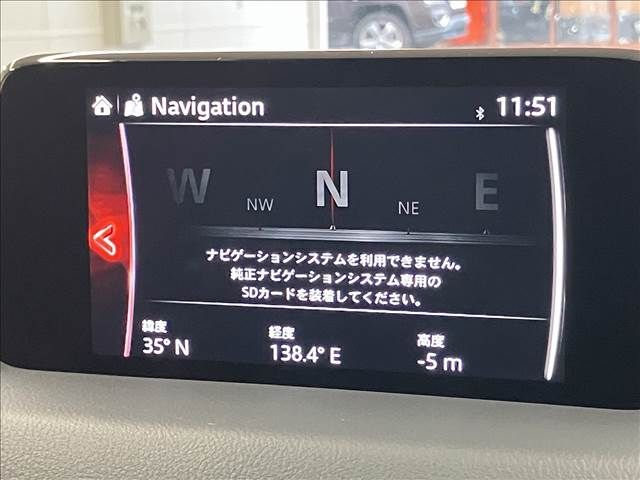 Navigation 11:51
W NW N NE E
ナビゲーションシステムを利用できません。
純正ナビゲーションシステム専用の
SDカードを装着してください。
緯度 経度 高度
35° N 138.4° E -5 m